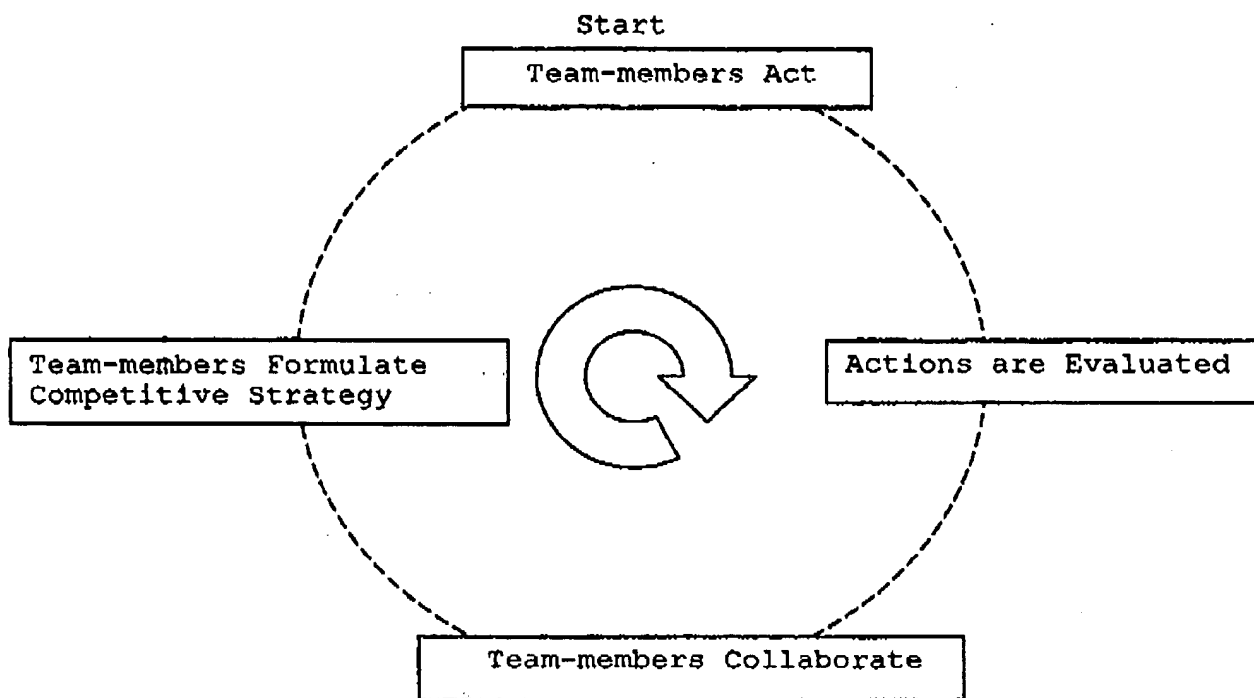 Start
Team-members Act
Team-members Formulate
Competitive Strategy
Actions are Evaluated
Team-members Collaborate